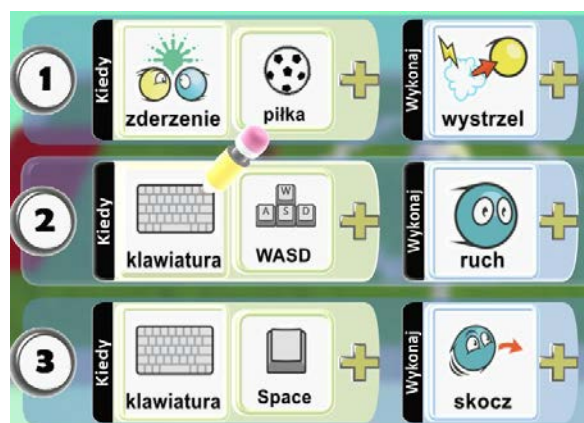 1
Kiedy
zderzenie
piłka
Wykonaj
wystrzel
2
Kiedy
klawiatura
W
A S D
WASD
Wykonaj
ruch
3
Kiedy
klawiatura
Space
Wykonaj
skocz